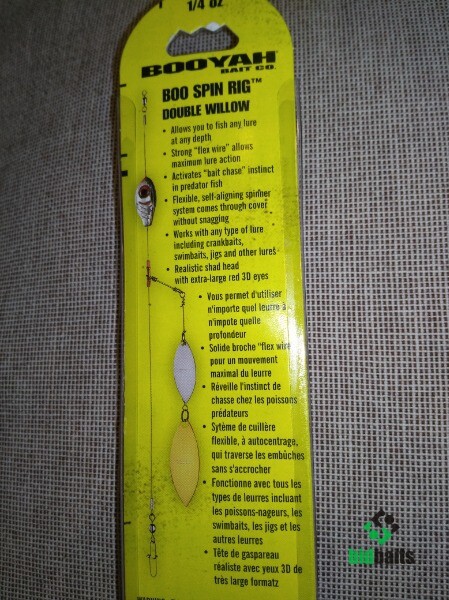 1/4 oz
BOOYAH
BAIT CO.
BOO SPIN RIG™
DOUBLE WILLOW
• Allows you to fish any lure
at any depth
• Strong "flex wire" allows
maximum lure action
• Activates "bait chase" instinct
in predator fish
• Flexible, self-aligning spinner
system comes through cover
without snagging
• Works with any type of lure
including crankbaits,
swimbaits, jigs and other lures
• Realistic shad head
with extra-large red 3D eyes
• Vous permet d'utiliser
n'importe quel leurre à
n'impote quelle
profondeur
• Solide broche "flex wire
pour un mouvement
maximal du leurre
• Réveille l'instinct de
chasse chez les poissons
prédateurs
• Sytème de cuillère
flexible, à autocentrage,
qui traverse les embûches
sans s'accrocher
• Fonctionne avec tous les
types de leurres incluant
les poissons-nageurs, les
swimbaits, les jigs et les
autres leurres
• Tête de gaspareau
réaliste avec yeux 3D de
très large formatz